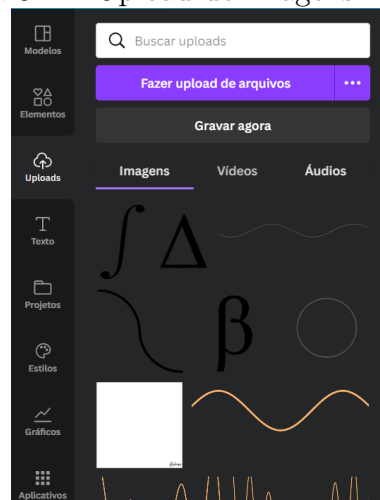 Modelos
Buscar uploads
Fazer upload de arquivos
Elementos
Gravar agora
Uploads
Imagens Vídeos Áudios
Texto
∫ Δ
Projetos
β
Estilos
Gráficos
Aplicativos